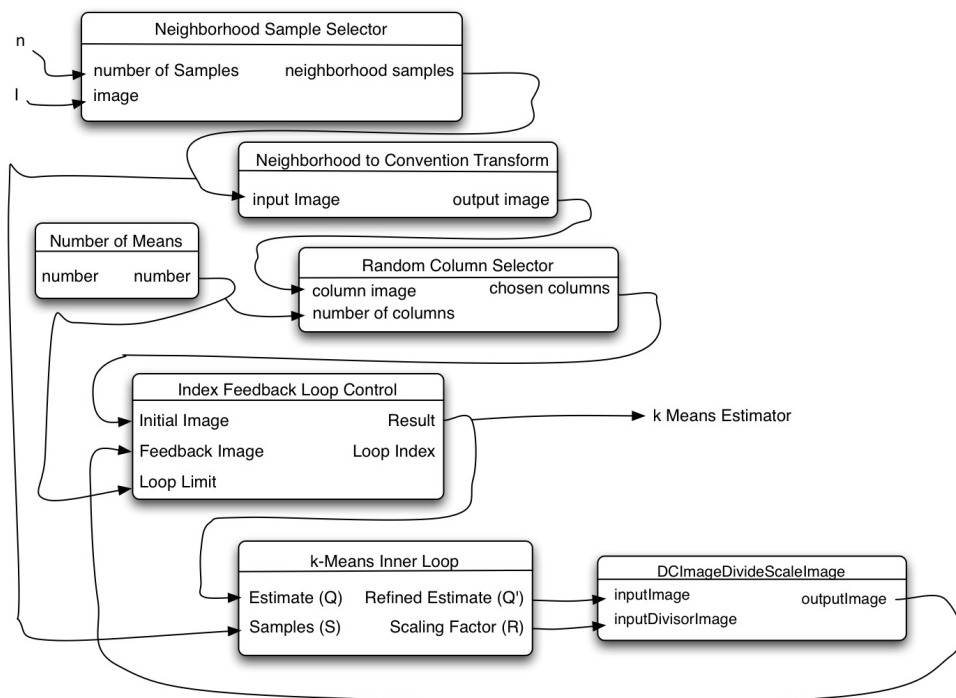 Neighborhood Sample Selector
n
number of Samples neighborhood samples
I
image
Neighborhood to Convention Transform
input Image output image
Number of Means
number number
Random Column Selector
column image chosen columns
number of columns
Index Feedback Loop Control
Initial Image Result
k Means Estimator
Feedback Image Loop Index
Loop Limit
k-Means Inner Loop
Estimate (Q) Refined Estimate (Q')
Samples (S) Scaling Factor (R)
DCImageDivideScaleImage
inputImage outputImage
inputDivisorImage